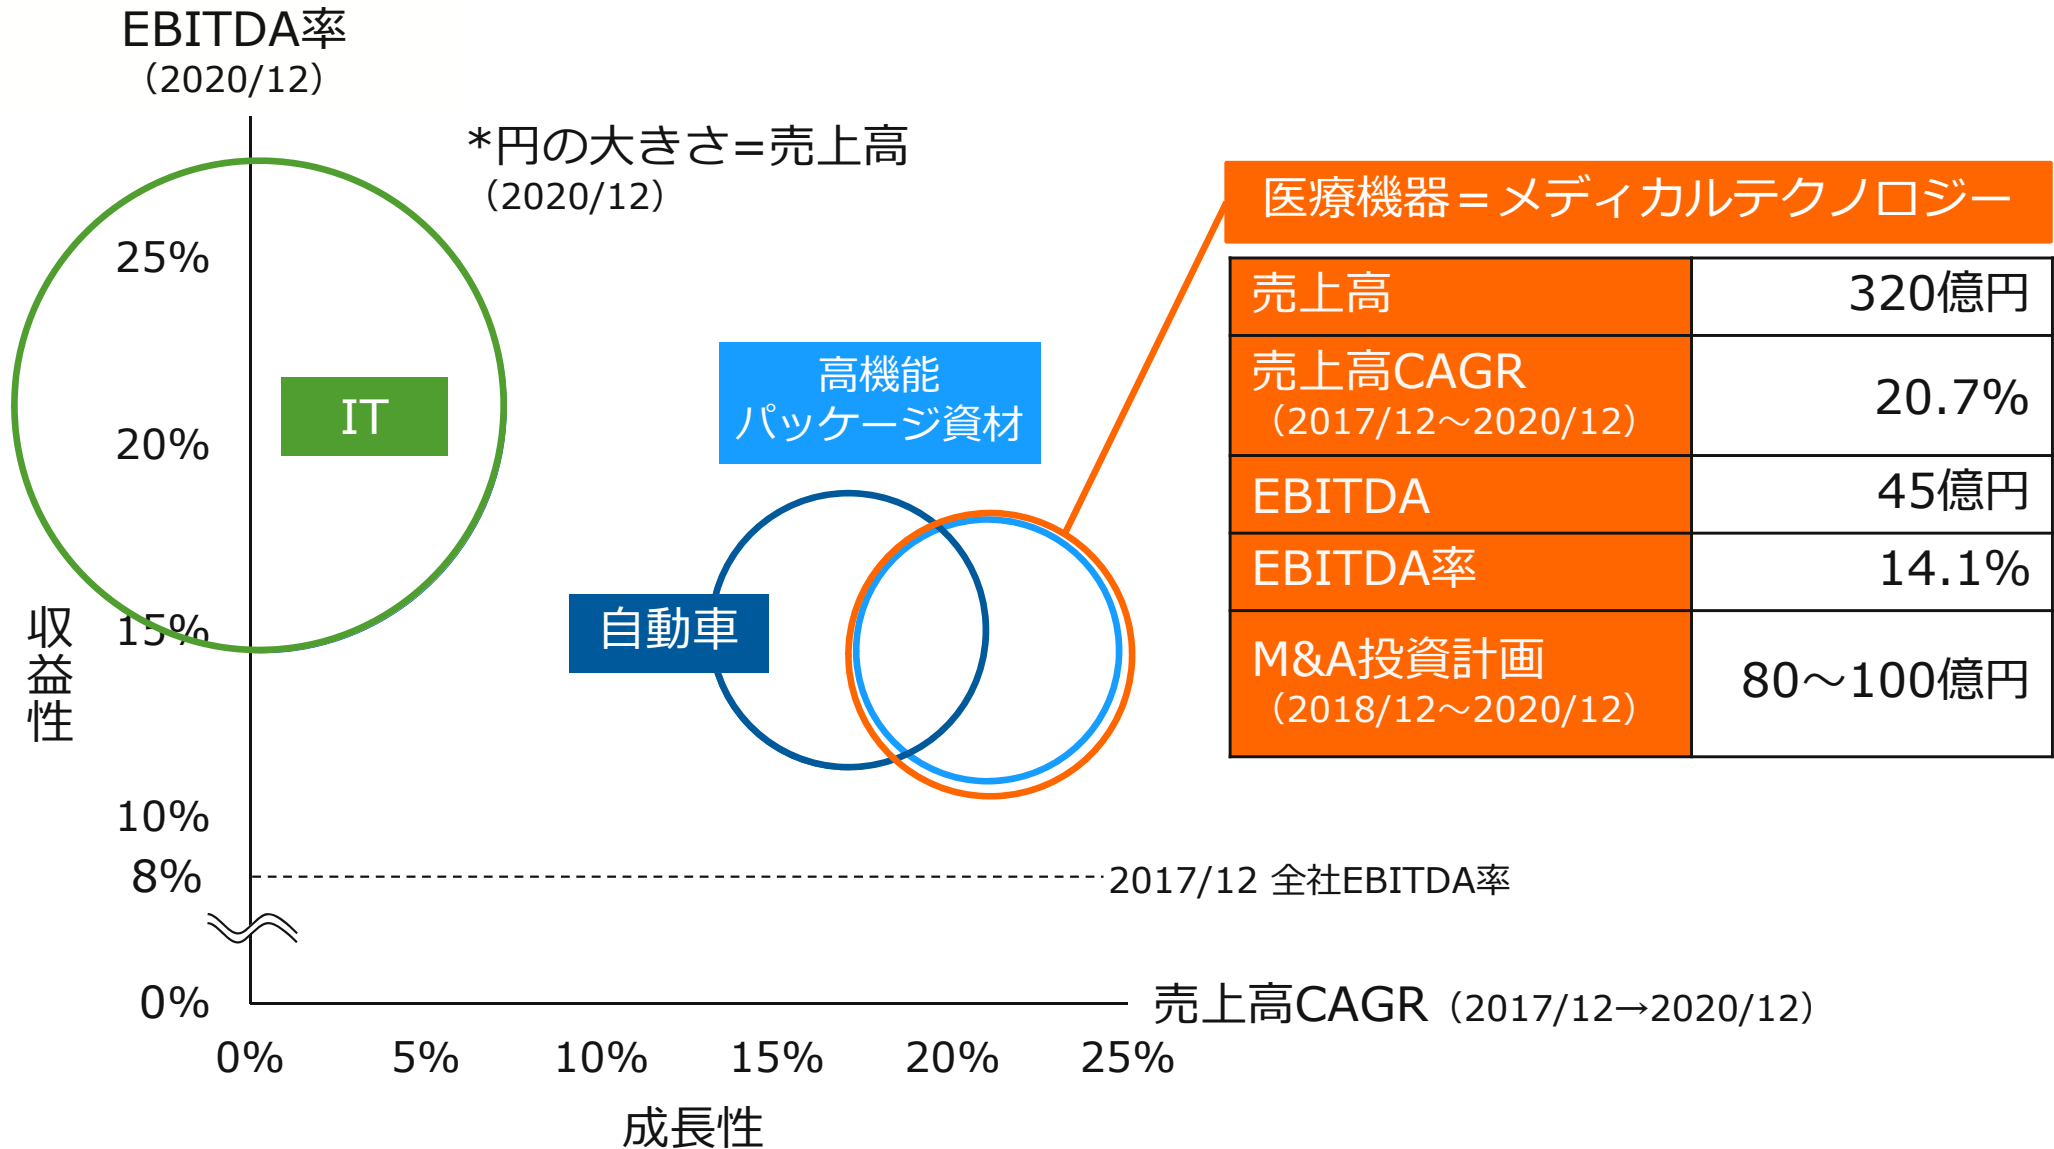 EBITDA率
（2020/12）
*円の大きさ=売上高
（2020/12）
25%
20%
15%
10%
8%
0%
収益性
IT
高機能
パッケージ資材
自動車
2017/12 全社EBITDA率
0%
5%
10%
15%
20%
25%
売上高CAGR（2017/12→2020/12）
成長性
医療機器＝メディカルテクノロジー
売上高
320億円
売上高CAGR
（2017/12～2020/12）
20.7%
EBITDA
45億円
EBITDA率
14.1%
M&A投資計画
（2018/12～2020/12）
80～100億円